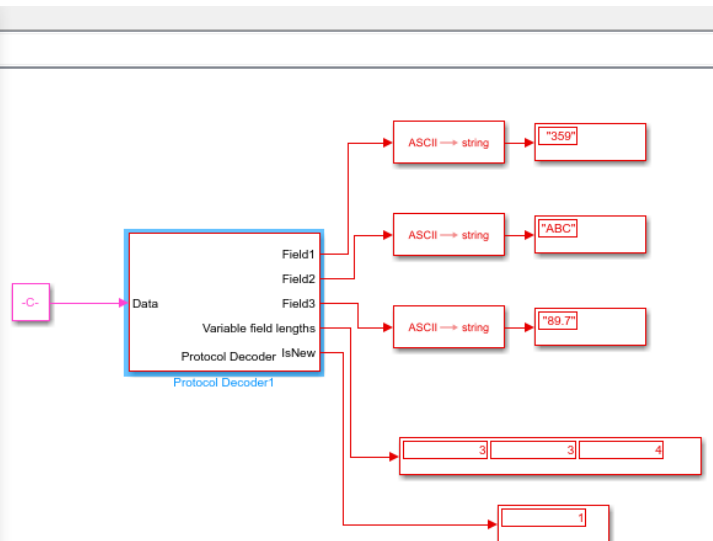 ASCII → string
"359"
ASCII → string
"ABC"
Field1
Field2
-C-
Data
Field3
ASCII → string
"89.7"
Variable field lengths
Protocol Decoder
IsNew
Protocol Decoder1
3 3 4
1